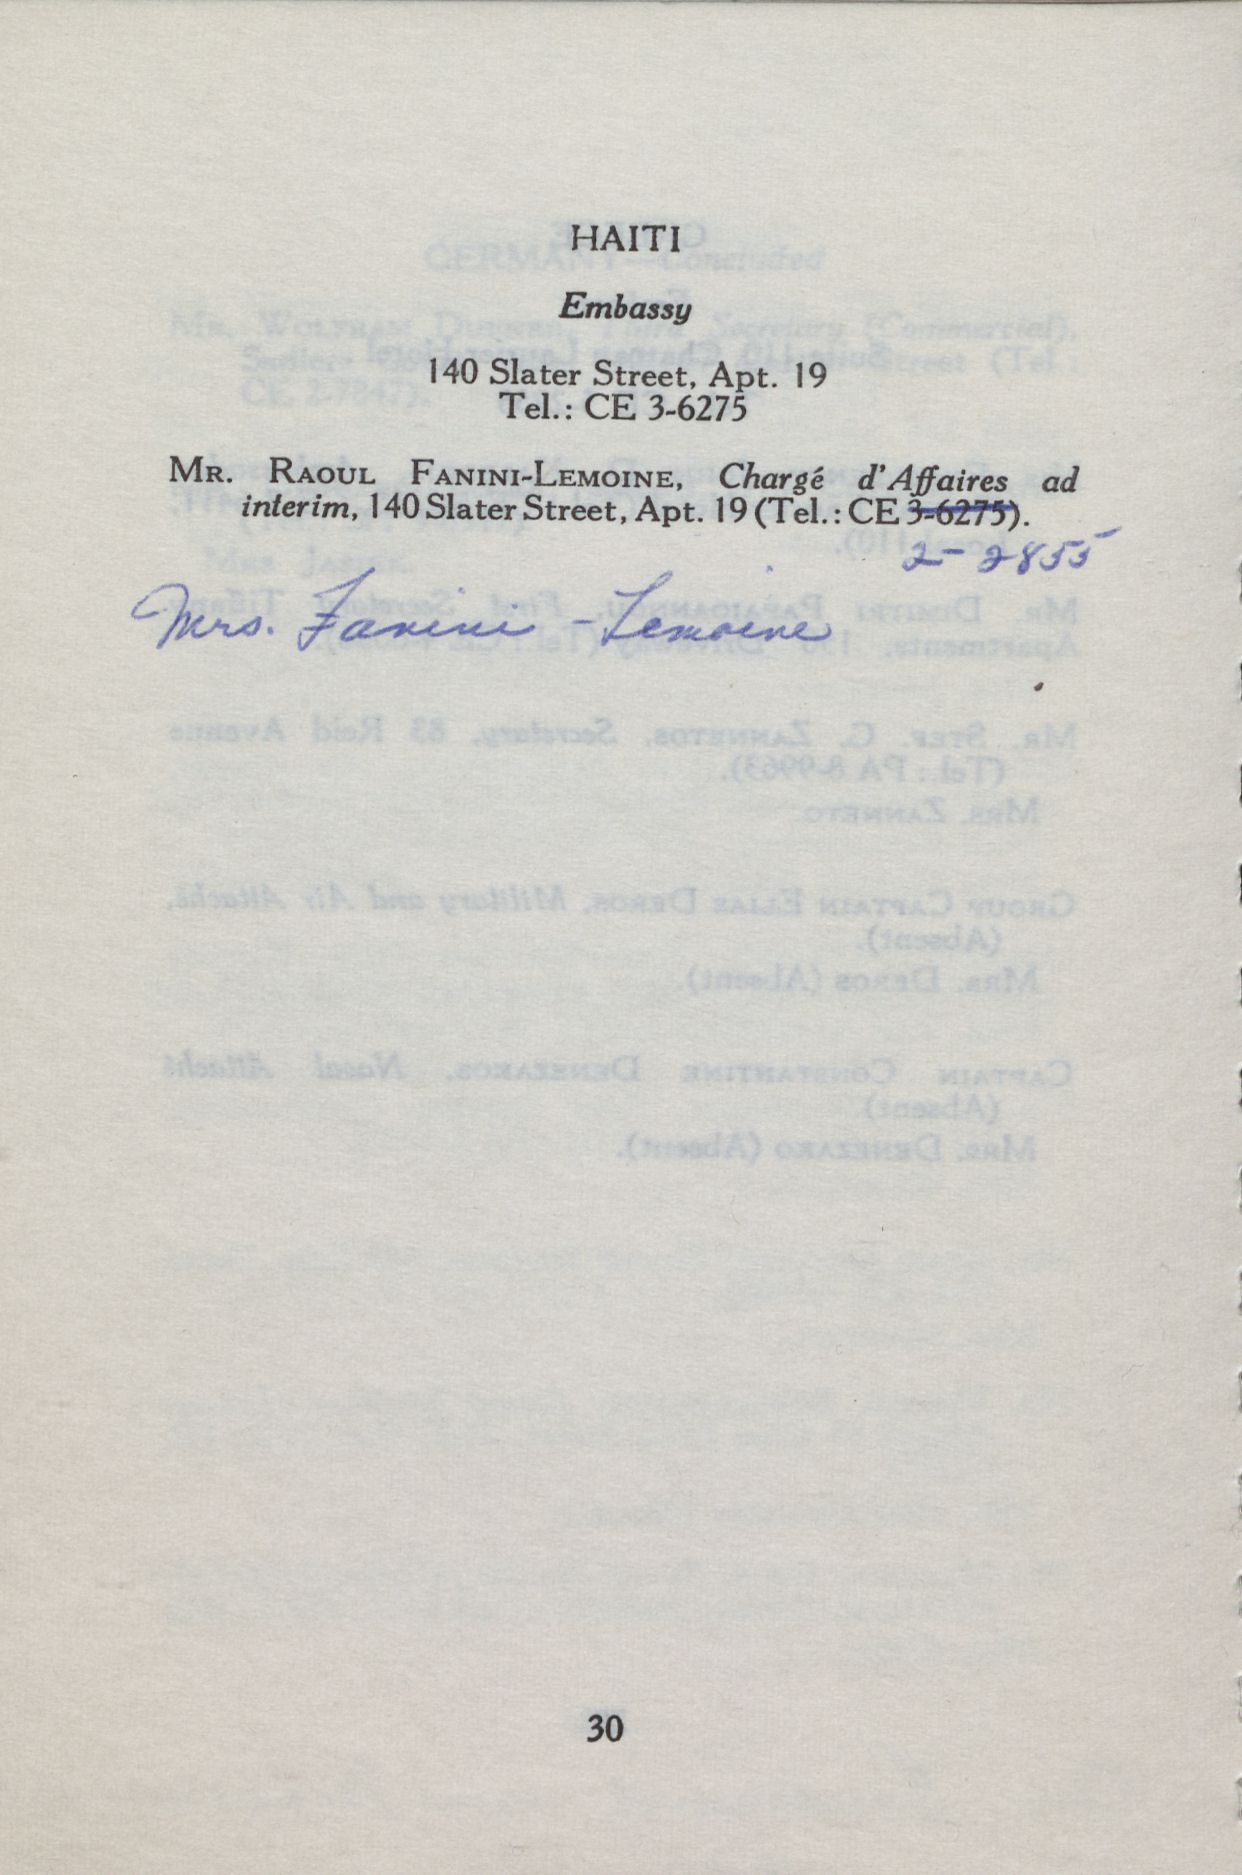 HAITI
Embassy
140 Slater Street, Apt. 19
Tel.: CE 3-6275
MR. RAOUL FANINI-LEMOINE, Chargé d'Affaires ad
interim, 140 Slater Street, Apt. 19 (Tel.: CE 3-6275).
2-2855
Mrs. Fanini-Lemoine
30